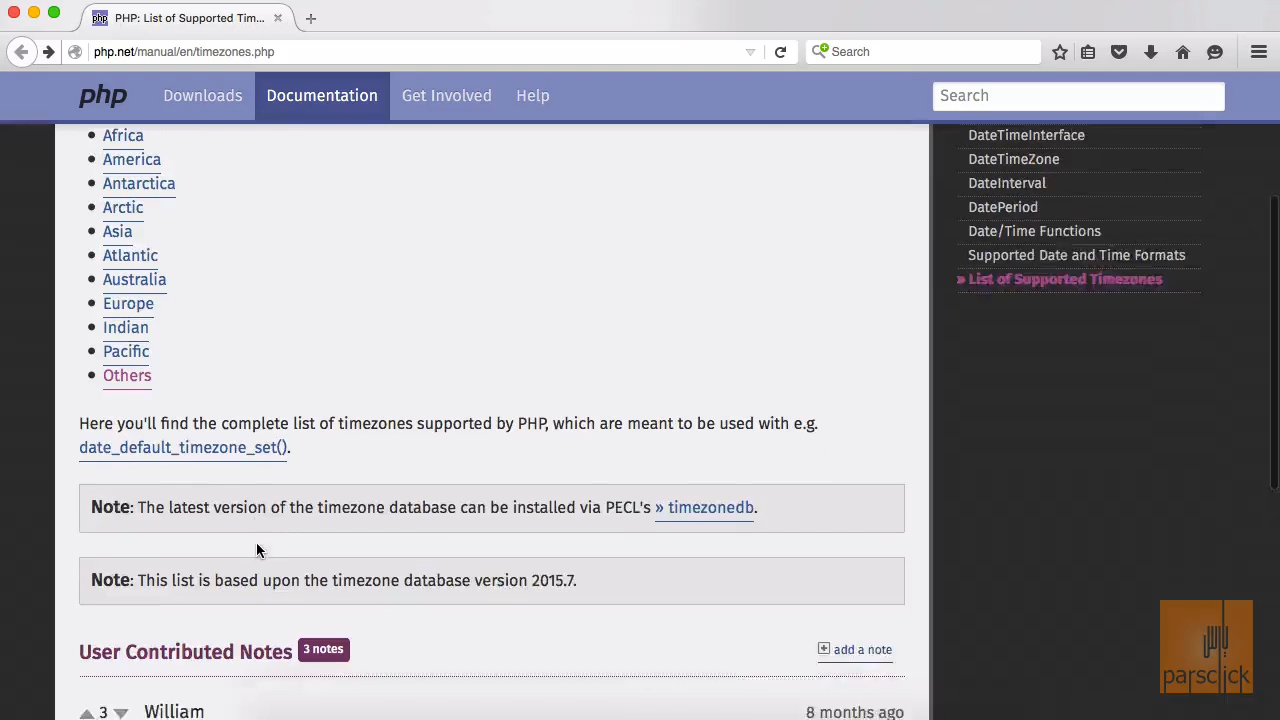 PHP: List of Supported Tim...
php.net/manual/en/timezones.php
Search
php
Downloads
Documentation
Get Involved
Help
Search
Africa
America
Antarctica
Arctic
Asia
Atlantic
Australia
Europe
Indian
Pacific
Others
Here you'll find the complete list of timezones supported by PHP, which are meant to be used with e.g.
date_default_timezone_set().
Note: The latest version of the timezone database can be installed via PECL's » timezonedb.
Note: This list is based upon the timezone database version 2015.7.
User Contributed Notes 3 notes
add a note
3 William
8 months ago
DateTimeInterface
DateTimeZone
DateInterval
DatePeriod
Date/Time Functions
Supported Date and Time Formats
» List of Supported Timezones
parsclick